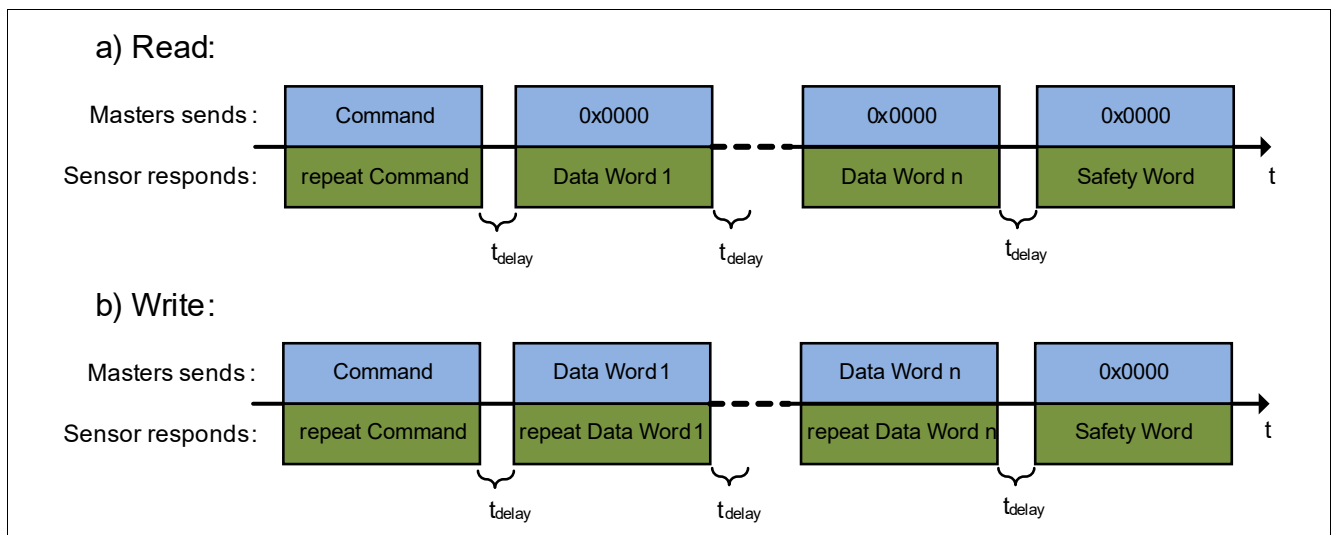 a) Read:
Masters sends: Command 0x0000 0x0000 0x0000
Sensor responds: repeat Command Data Word 1 Data Word n Safety Word t
tdelay tdelay tdelay
b) Write:
Masters sends: Command Data Word 1 Data Word n 0x0000
Sensor responds: repeat Command repeat Data Word 1 repeat Data Word n Safety Word t
tdelay tdelay tdelay